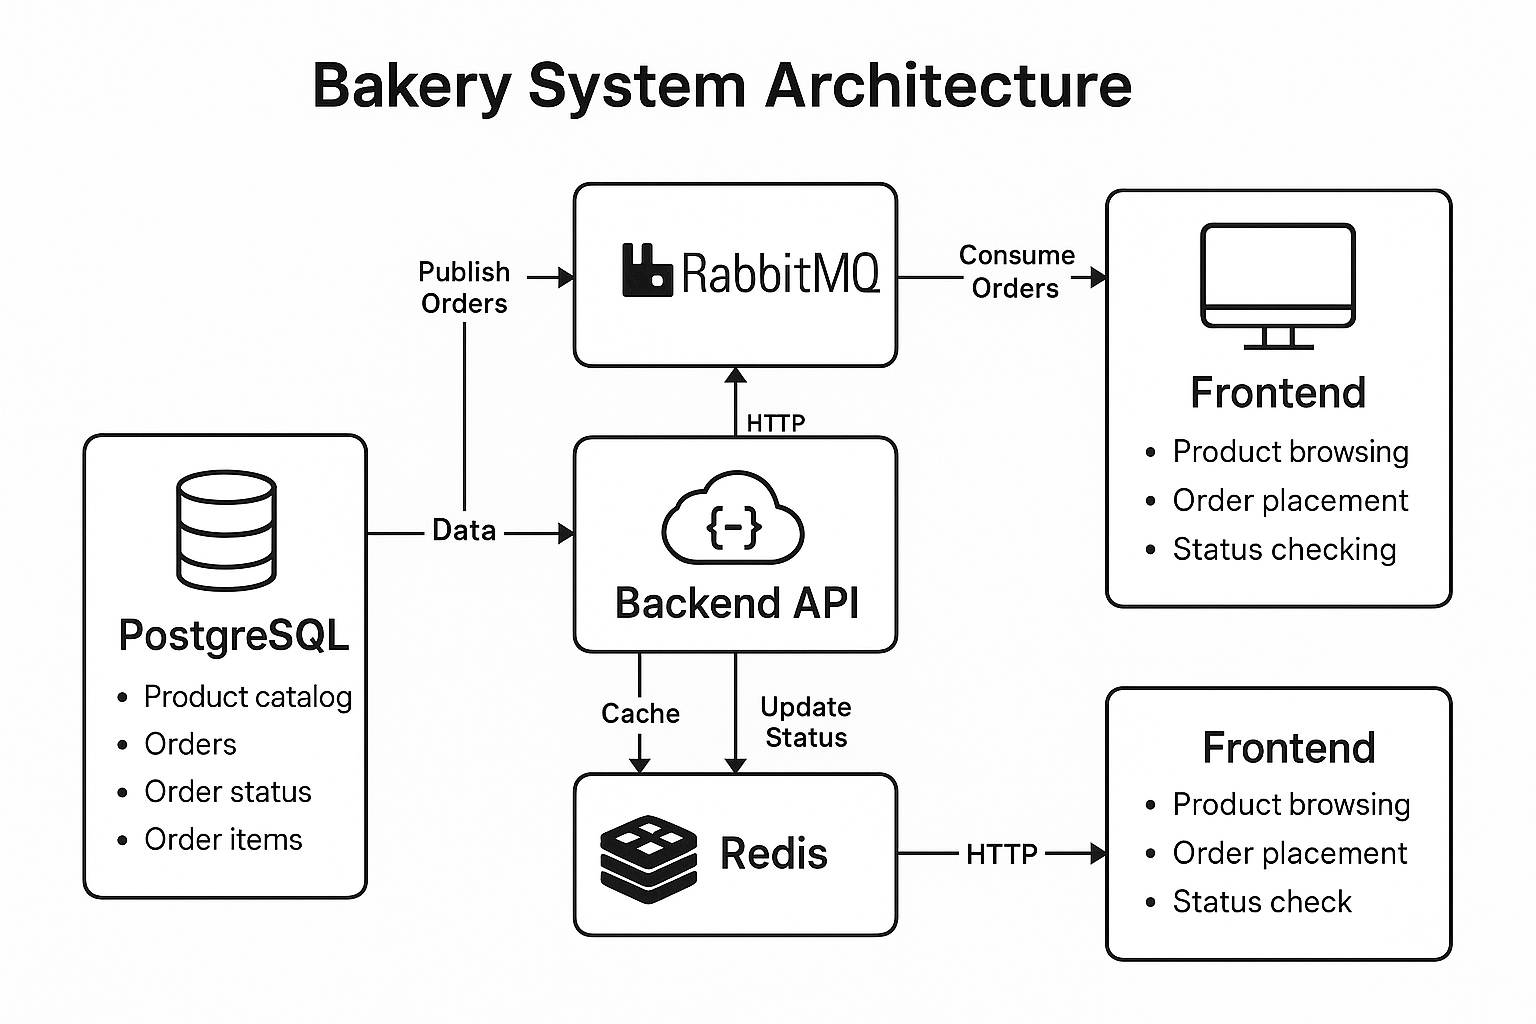 Bakery System Architecture
Publish
Orders
RabbitMQ
Consume
Orders
Frontend
• Product browsing
• Order placement
• Status checking
HTTP
Data
{-}
Backend API
PostgreSQL
• Product catalog
• Orders
• Order status
• Order items
Cache
Update
Status
Redis
HTTP
Frontend
• Product browsing
• Order placement
• Status check